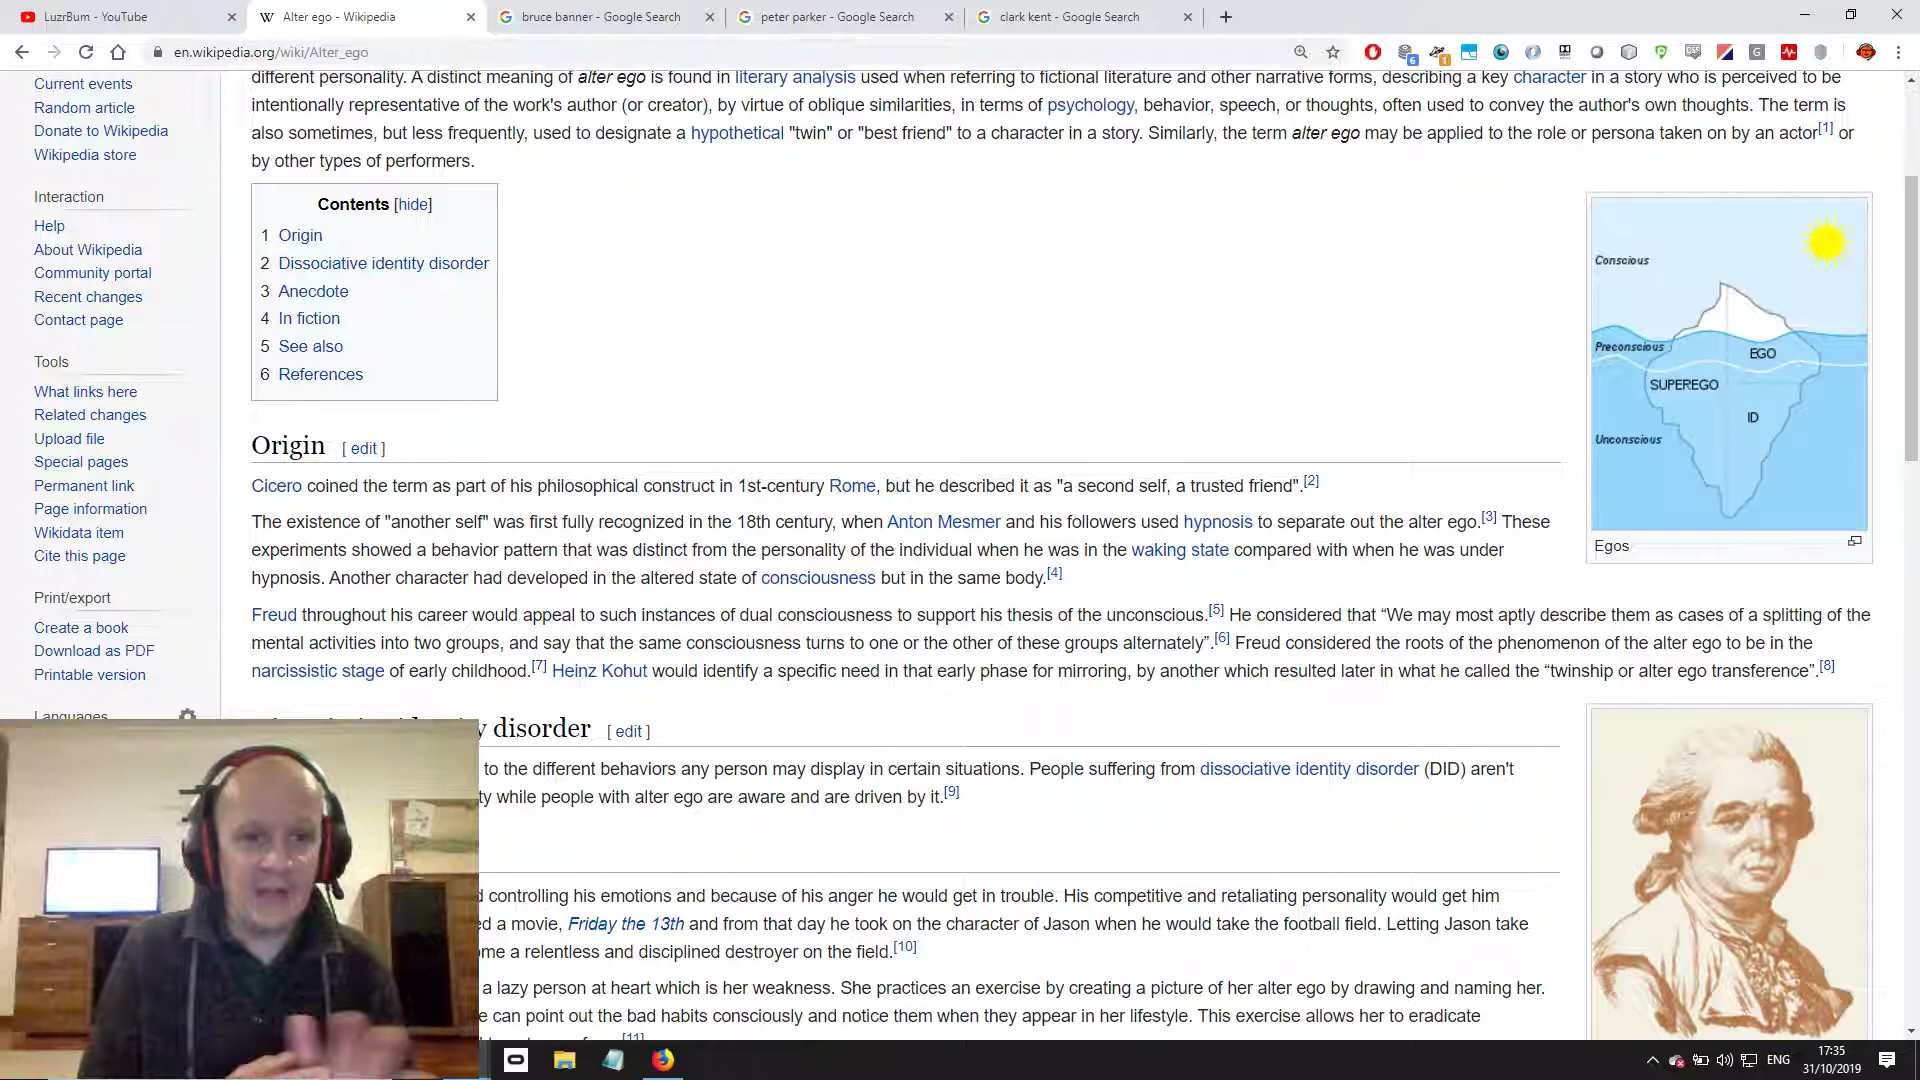 LuzrBum - YouTube
Alter ego - Wikipedia
bruce banner - Google Search
peter parker - Google Search
clark kent - Google Search
en.wikipedia.org/wiki/Alter_ego
Current events
Random article
Donate to Wikipedia
Wikipedia store
Interaction
Help
About Wikipedia
Community portal
Recent changes
Contact page
Tools
What links here
Related changes
Upload file
Special pages
Permanent link
Page information
Wikidata item
Cite this page
Print/export
Create a book
Download as PDF
Printable version
Languages
different personality. A distinct meaning of alter ego is found in literary analysis used when referring to fictional literature and other narrative forms, describing a key character in a story who is perceived to be
intentionally representative of the work's author (or creator), by virtue of oblique similarities, in terms of psychology, behavior, speech, or thoughts, often used to convey the author's own thoughts. The term is
also sometimes, but less frequently, used to designate a hypothetical "twin" or "best friend" to a character in a story. Similarly, the term alter ego may be applied to the role or persona taken on by an actor[1] or
by other types of performers.
Contents [hide]
1 Origin
2 Dissociative identity disorder
3 Anecdote
4 In fiction
5 See also
6 References
Conscious
Preconscious
EGO
SUPEREGO
ID
Unconscious
Egos
Origin [ edit ]
Cicero coined the term as part of his philosophical construct in 1st-century Rome, but he described it as "a second self, a trusted friend".[2]
The existence of "another self" was first fully recognized in the 18th century, when Anton Mesmer and his followers used hypnosis to separate out the alter ego.[3] These
experiments showed a behavior pattern that was distinct from the personality of the individual when he was in the waking state compared with when he was under
hypnosis. Another character had developed in the altered state of consciousness but in the same body.[4]
Freud throughout his career would appeal to such instances of dual consciousness to support his thesis of the unconscious.[5] He considered that “We may most aptly describe them as cases of a splitting of the
mental activities into two groups, and say that the same consciousness turns to one or the other of these groups alternately”.[6] Freud considered the roots of the phenomenon of the alter ego to be in the
narcissistic stage of early childhood.[7] Heinz Kohut would identify a specific need in that early phase for mirroring, by another which resulted later in what he called the “twinship or alter ego transference”.[8]
y disorder [ edit ]
to the different behaviors any person may display in certain situations. People suffering from dissociative identity disorder (DID) aren't
ty while people with alter ego are aware and are driven by it.[9]
d controlling his emotions and because of his anger he would get in trouble. His competitive and retaliating personality would get him
ed a movie, Friday the 13th and from that day he took on the character of Jason when he would take the football field. Letting Jason take
ome a relentless and disciplined destroyer on the field.[10]
a lazy person at heart which is her weakness. She practices an exercise by creating a picture of her alter ego by drawing and naming her.
e can point out the bad habits consciously and notice them when they appear in her lifestyle. This exercise allows her to eradicate
[11]
ENG
17:35
31/10/2019